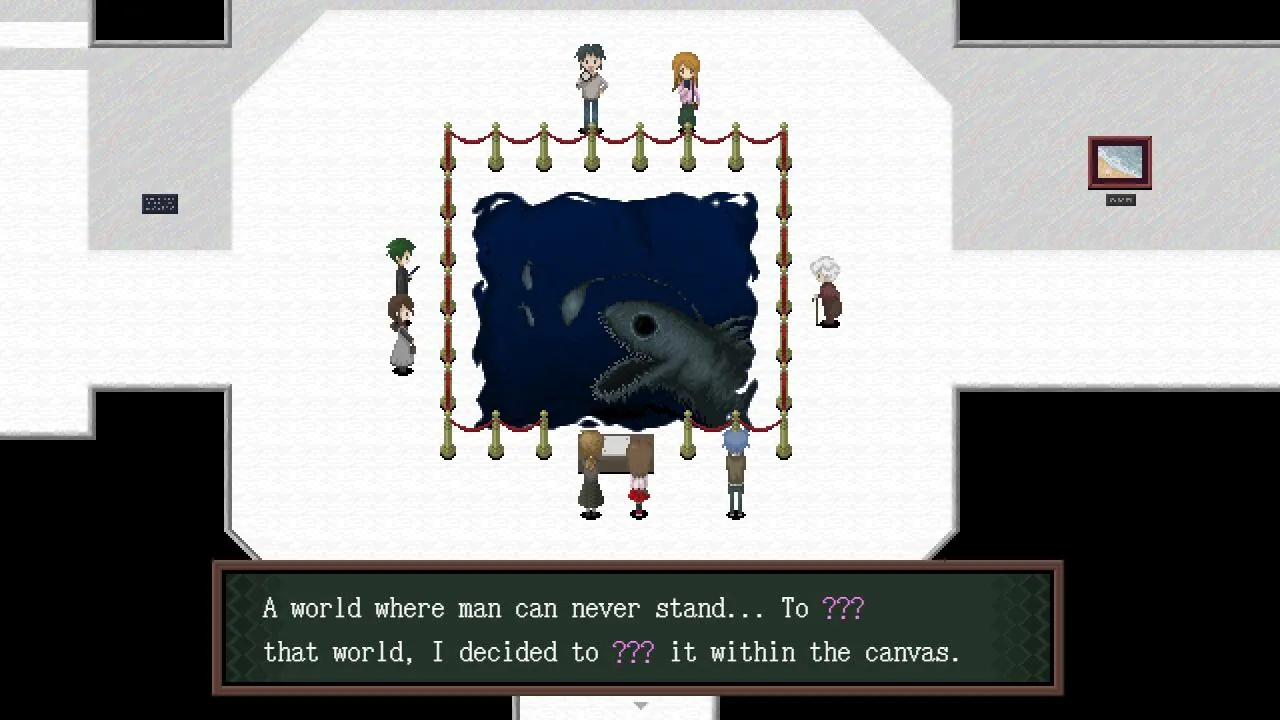 A world where man can never stand... To ???
that world, I decided to ??? it within the canvas.